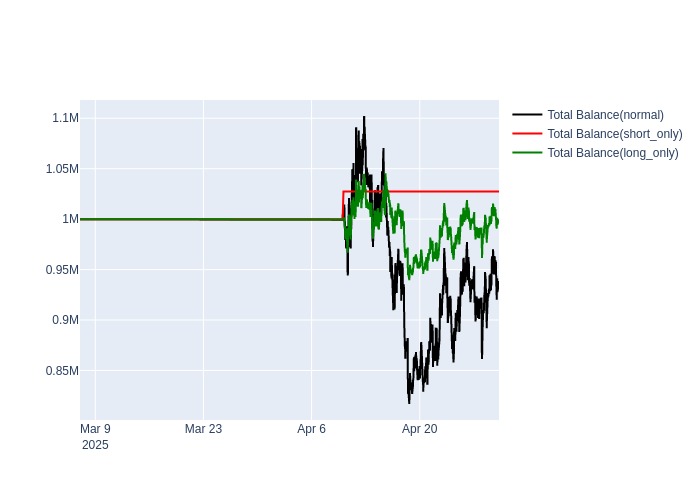 1.1M
1.05M
1M
0.95M
0.9M
0.85M
Mar 9
2025
Mar 23
Apr 6
Apr 20
Total Balance(normal)
Total Balance(short_only)
Total Balance(long_only)